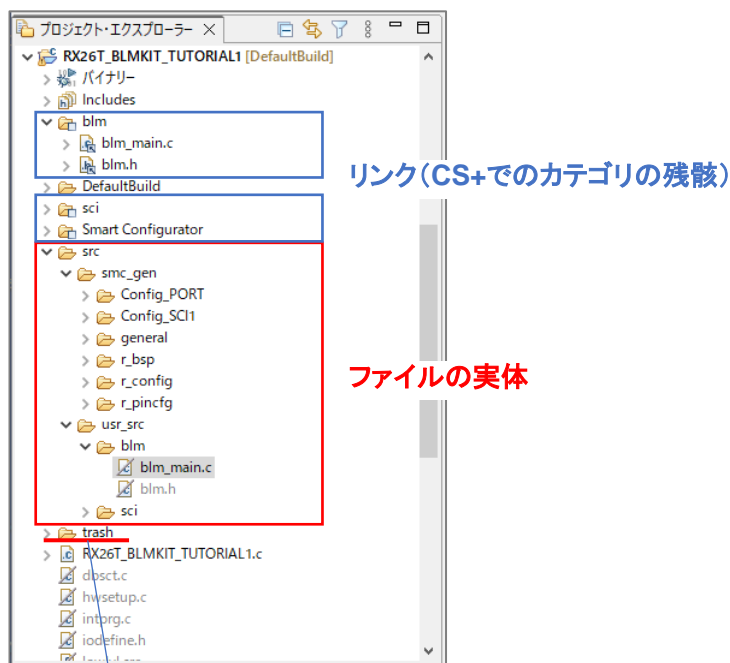 プロジェクト・エクスプローラー
RX26T_BLMKIT_TUTORIAL1 [DefaultBuild]
バイナリー
Includes
blm
blm_main.c
blm.h
リンク(CS+でのカテゴリの残骸)
DefaultBuild
sci
Smart Configurator
src
smc_gen
Config_PORT
Config_SCI1
general
r_bsp
ファイルの実体
r_config
r_pincfg
usr_src
blm
blm_main.c
blm.h
sci
trash
RX26T_BLMKIT_TUTORIAL1.c
dbsct.c
hwsetup.c
intprg.c
iodefine.h